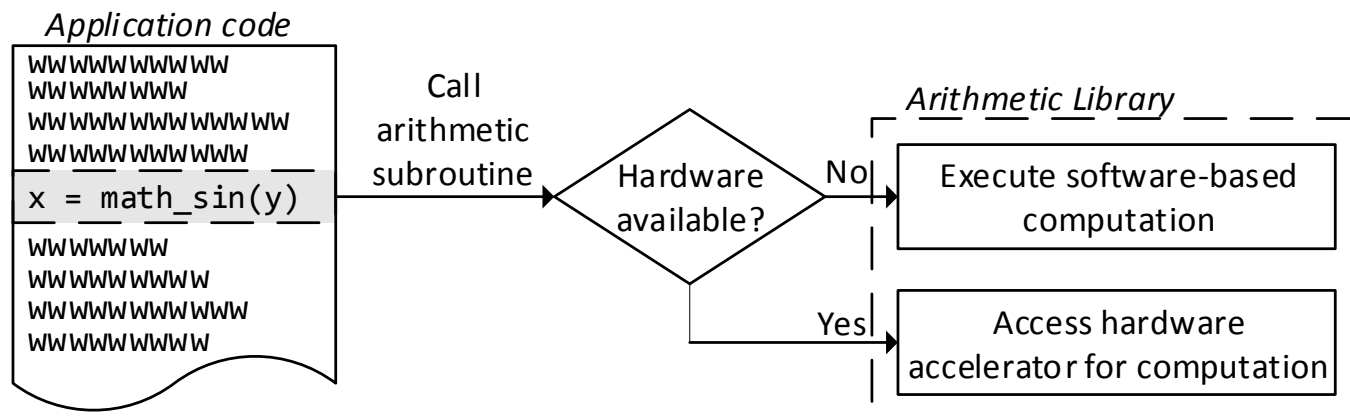 Application code
wwwwwwwwww
wwwwwwww
wwwwwwwwwwwww
wwwwwwwwwww
x = math_sin(y)
wwwwwww
wwwwwwwww
wwwwwwwwwww
wwwwwwwww
Call
arithmetic
subroutine
Hardware
available?
No
Yes
Arithmetic Library
Execute software-based
computation
Access hardware
accelerator for computation